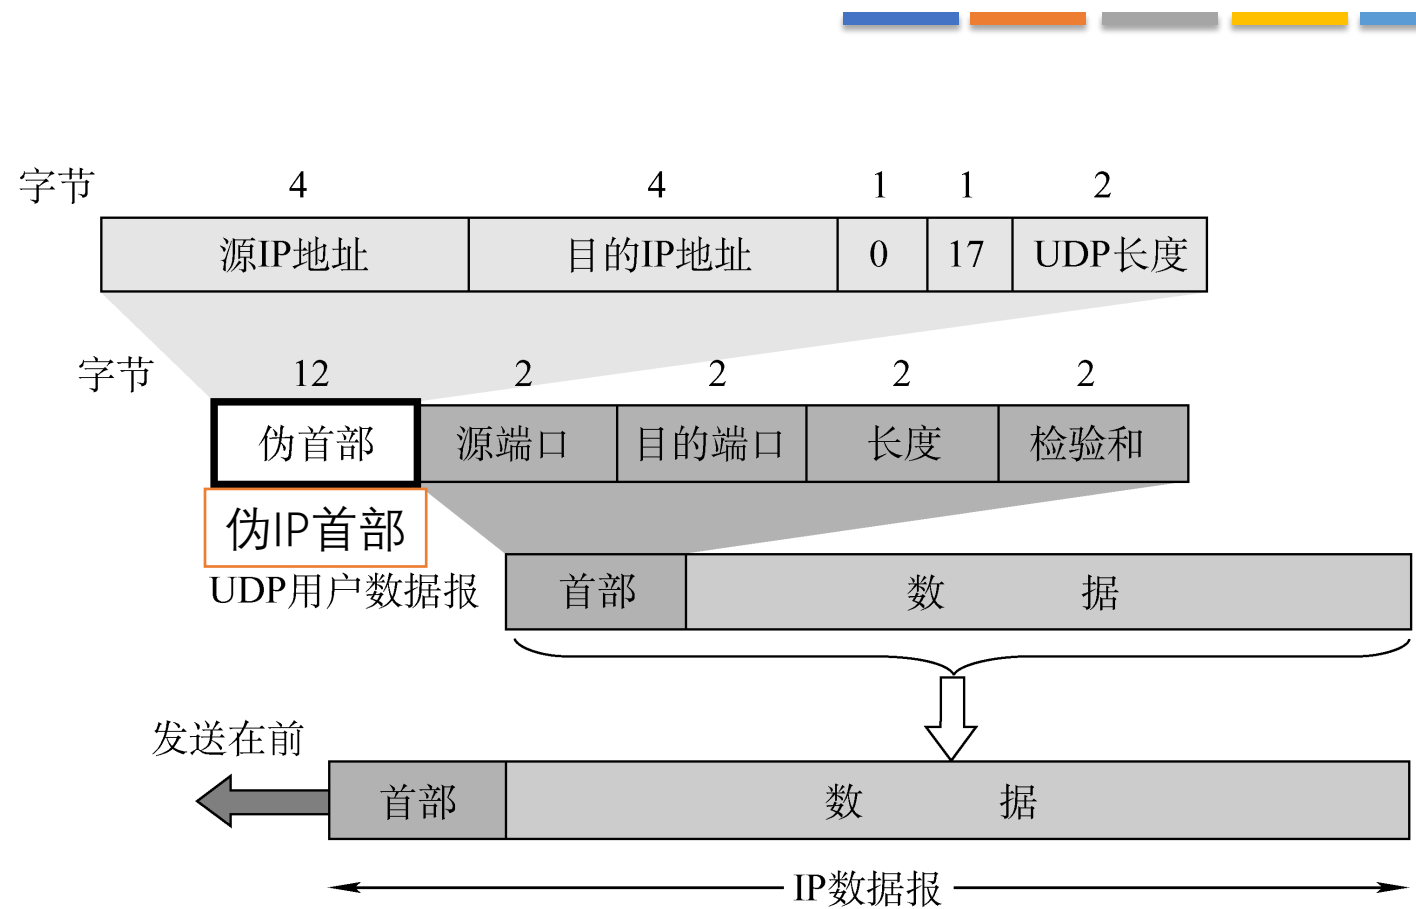 字节 4 4 1 1 2
源IP地址 目的IP地址 0 17 UDP长度
字节 12 2 2 2 2
伪首部 源端口 目的端口 长度 检验和
伪IP首部
UDP用户数据报 首部 数 据
发送在前
首部 数 据
IP数据报